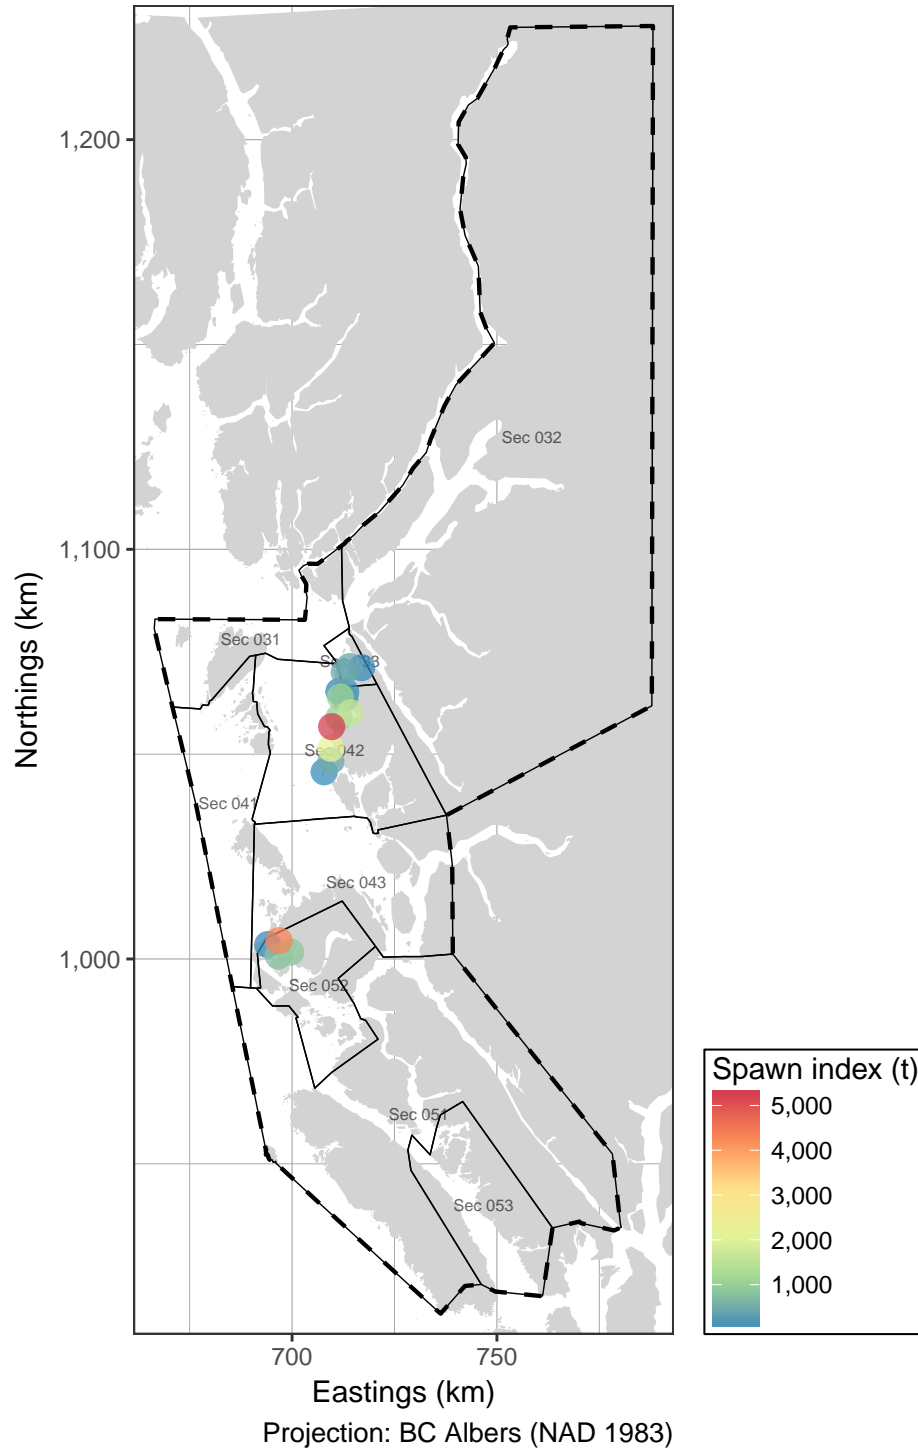 1,200
1,100
1,000
Northings (km)
Sec 032
Sec 031
Sec 042
Sec 041
Sec 043
Sec 052
Sec 051
Sec 053
700
750
Eastings (km)
Projection: BC Albers (NAD 1983)
Spawn index (t)
5,000
4,000
3,000
2,000
1,000